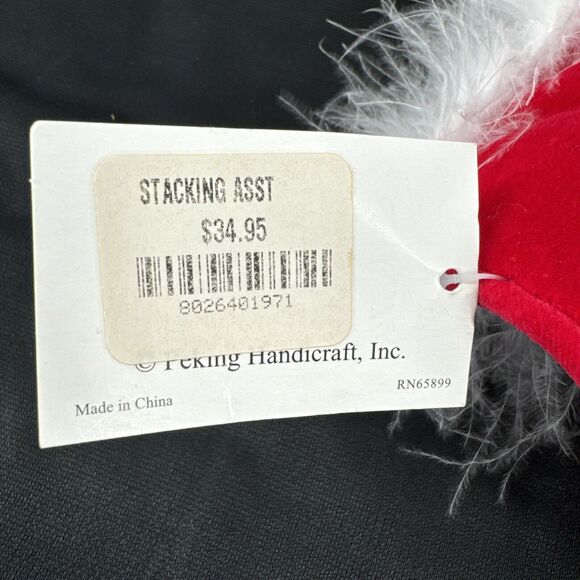 STACKING ASST
$34.95
8026401971
© Peking Handicraft, Inc.
RN65899
Made in China